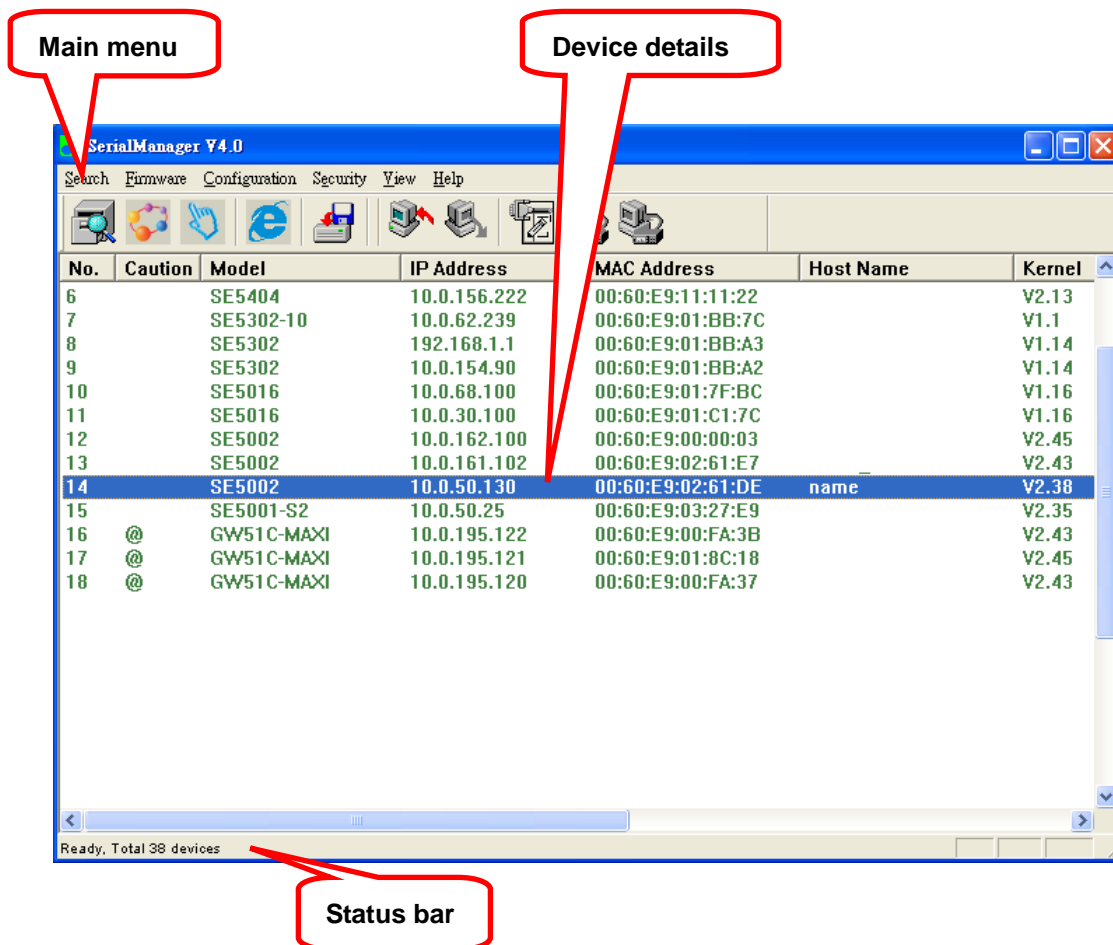 Main menu Device details
SerialManager V4.0
Search Firmware Configuration Security View Help
No. Caution Model IP Address MAC Address Host Name Kernel
6 SE5404 10.0.156.222 00:60:E9:11:11:22 V2.13
7 SE5302-10 10.0.62.239 00:60:E9:01:BB:7C V1.1
8 SE5302 192.168.1.1 00:60:E9:01:BB:A3 V1.14
9 SE5302 10.0.154.90 00:60:E9:01:BB:A2 V1.14
10 SE5016 10.0.68.100 00:60:E9:01:7F:BC V1.16
11 SE5016 10.0.30.100 00:60:E9:01:C1:7C V1.16
12 SE5002 10.0.162.100 00:60:E9:00:00:03 V2.45
13 SE5002 10.0.161.102 00:60:E9:02:61:E7 _ V2.43
14 SE5002 10.0.50.130 00:60:E9:02:61:DE name V2.38
15 SE5001-S2 10.0.50.25 00:60:E9:03:27:E9 V2.35
16 @ GW51C-MAXI 10.0.195.122 00:60:E9:00:FA:3B V2.43
17 @ GW51C-MAXI 10.0.195.121 00:60:E9:01:8C:18 V2.45
18 @ GW51C-MAXI 10.0.195.120 00:60:E9:00:FA:37 V2.43
Ready, Total 38 devices
Status bar